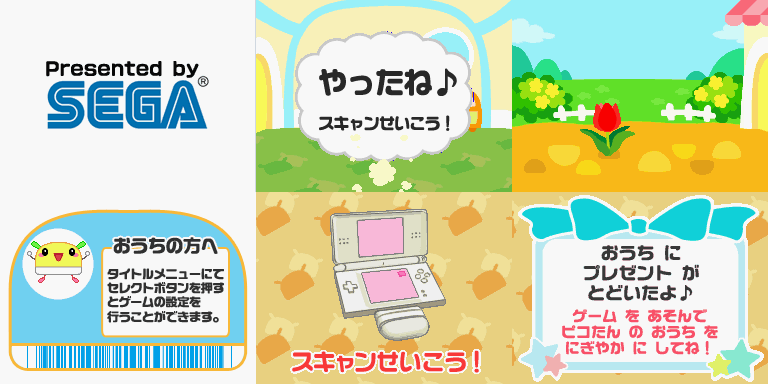 Presented by
SEGA®
やったね♪
スキャンせいこう！
おうちの方へ
タイトルメニューにて
セレクトボタンを押す
とゲームの設定を
行うことができます。
スキャンせいこう！
おうち に
プレゼント が
とどいたよ♪
ゲーム を あそんで
ピコたん の おうち を
にぎやか に してね！